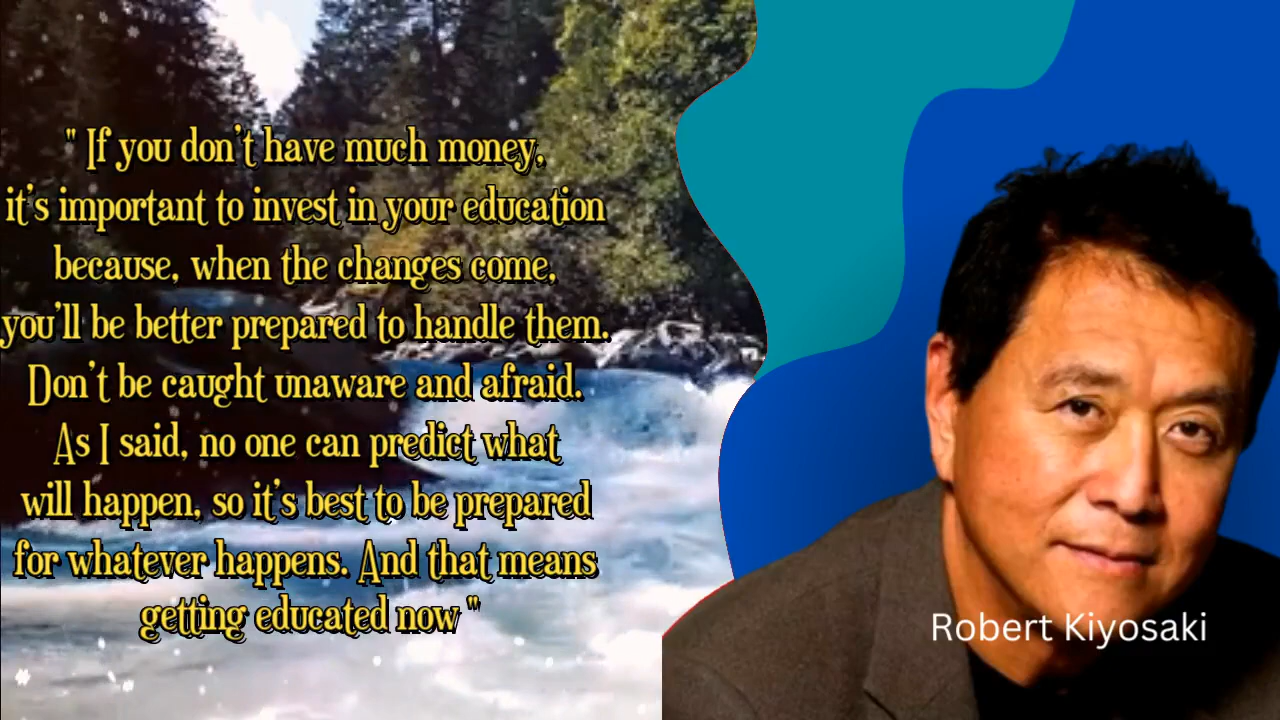 " If you don't have much money,
it's important to invest in your education
because, when the changes come,
you'll be better prepared to handle them.
Don't be caught unaware and afraid.
As I said, no one can predict what
will happen, so it's best to be prepared
for whatever happens. And that means
getting educated now "
Robert Kiyosaki